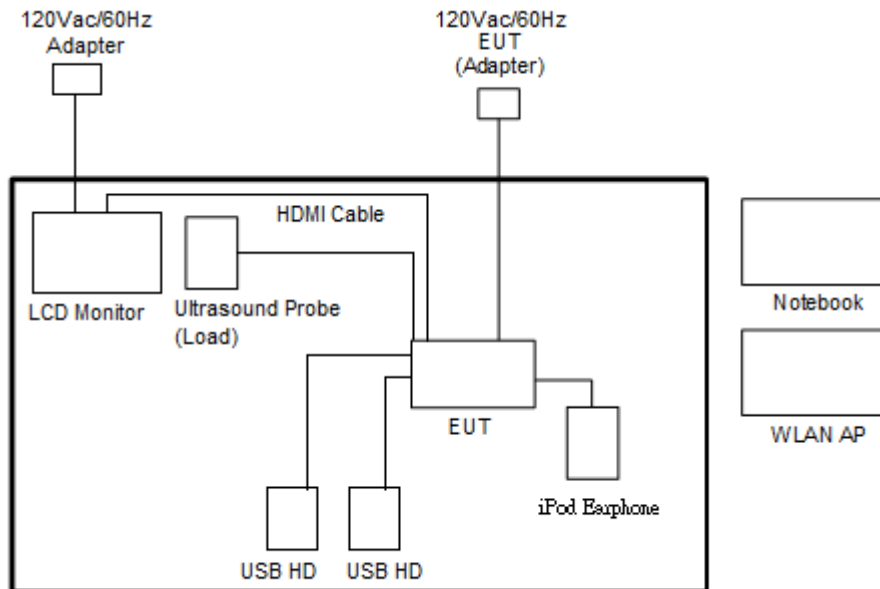 120Vac/60Hz
Adapter
120Vac/60Hz
EUT
(Adapter)
HDMI Cable
LCD Monitor
Ultrasound Probe
(Load)
Notebook
EUT
WLAN AP
iPod Earphone
USB HD
USB HD